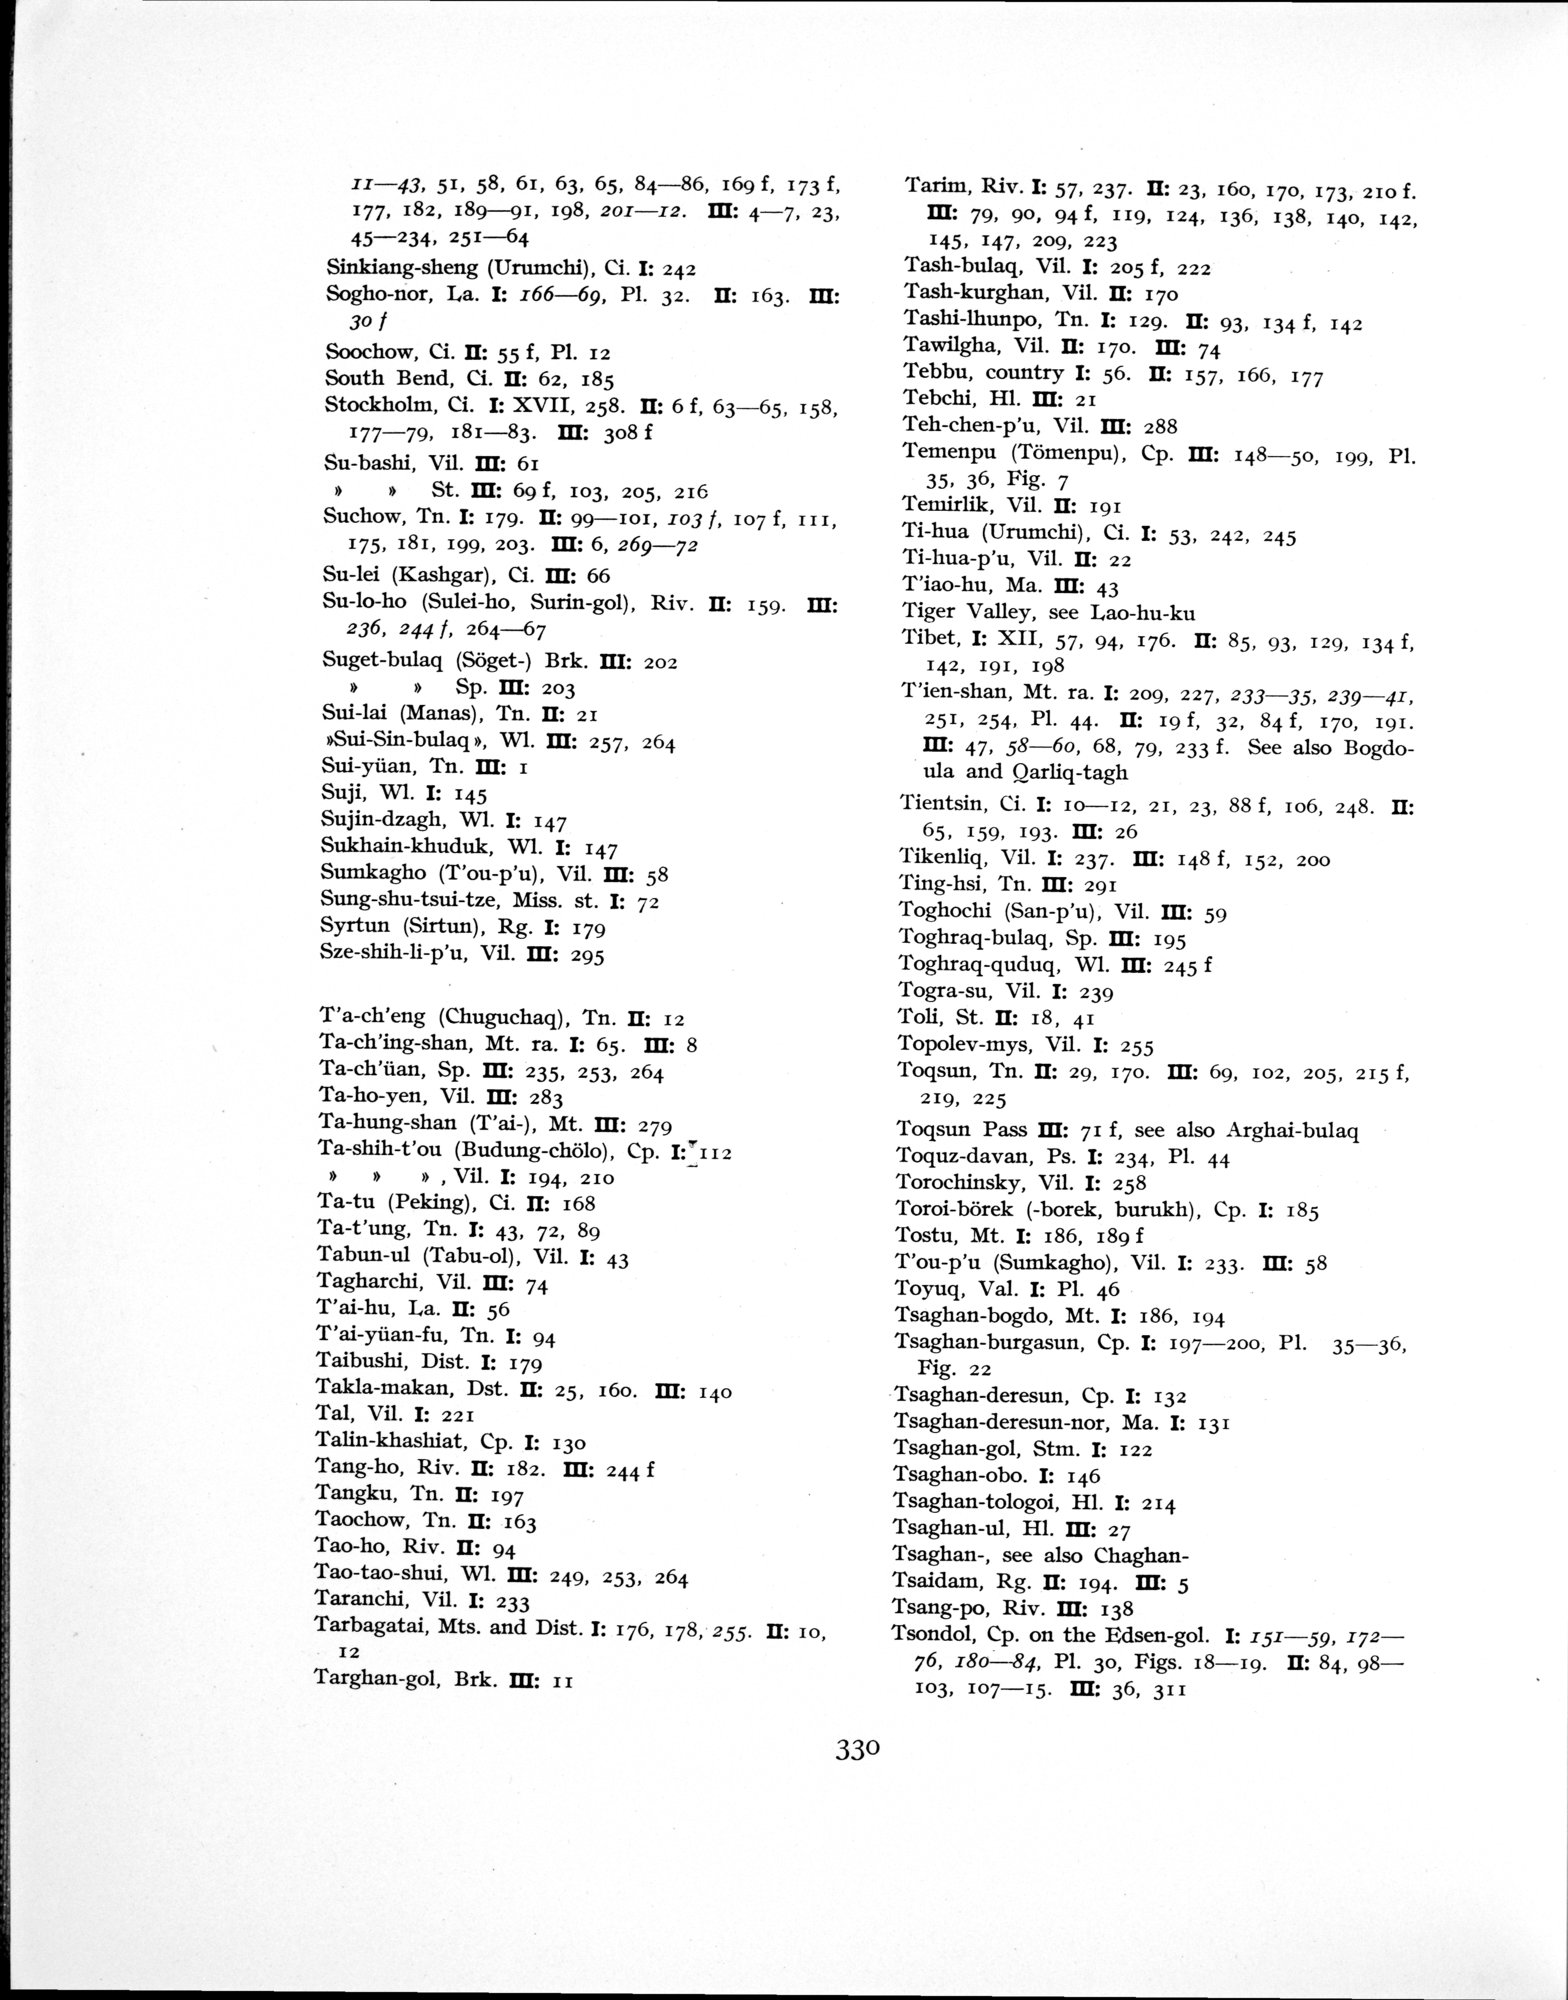 11—43, 51, 58, 61, 63, 65, 84—86, 169 f, 173 f,
177, 182, 189—91, 198, 201—12. III: 4—7, 23,
45—234, 251—64
Sinkiang-sheng (Urumchi), Ci. I: 242
Sogho-nor, La. I: 166—69, Pl. 32. II: 163. III:
30 f
Soochow, Ci. II: 55 f, Pl. 12
South Bend, Ci. II: 62, 185
Stockholm, Ci. I: XVII, 258. II: 6 f, 63—65, 158,
177—79, 181—83. III: 308 f
Su-bashi, Vil. III: 61
» » St. III: 69 f, 103, 205, 216
Suchow, Tn. I: 179. II: 99—101, 103 f, 107 f, 111,
175, 181, 199, 203. III: 6, 269—72
Su-lei (Kashgar), Ci. III: 66
Su-lo-ho (Sulei-ho, Surin-gol), Riv. II: 159. III:
236, 244 f, 264—67
Suget-bulaq (Söget-) Brk. III: 202
» » Sp. III: 203
Sui-lai (Manas), Tn. II: 21
»Sui-Sin-bulaq», Wl. III: 257, 264
Sui-yüan, Tn. III: 1
Suji, Wl. I: 145
Sujin-dzagh, Wl. I: 147
Sukhain-khuduk, Wl. I: 147
Sumkagho (T'ou-p'u), Vil. III: 58
Sung-shu-tsui-tze, Miss. st. I: 72
Syrtun (Sirtun), Rg. I: 179
Sze-shih-li-p'u, Vil. III: 295
T'a-ch'eng (Chuguchaq), Tn. II: 12
Ta-ch'ing-shan, Mt. ra. I: 65. III: 8
Ta-ch'üan, Sp. III: 235, 253, 264
Ta-ho-yen, Vil. III: 283
Ta-hung-shan (T'ai-), Mt. III: 279
Ta-shih-t'ou (Budung-chölo), Cp. I: 112
» » » , Vil. I: 194, 210
Ta-tu (Peking), Ci. II: 168
Ta-t'ung, Tn. I: 43, 72, 89
Tabun-ul (Tabu-ol), Vil. I: 43
Tagharchi, Vil. III: 74
T'ai-hu, La. II: 56
T'ai-yüan-fu, Tn. I: 94
Taibushi, Dist. I: 179
Takla-makan, Dst. II: 25, 160. III: 140
Tal, Vil. I: 221
Talin-khashiat, Cp. I: 130
Tang-ho, Riv. II: 182. III: 244 f
Tangku, Tn. II: 197
Taochow, Tn. II: 163
Tao-ho, Riv. II: 94
Tao-tao-shui, Wl. III: 249, 253, 264
Taranchi, Vil. I: 233
Tarbagatai, Mts. and Dist. I: 176, 178, 255. II: 10,
12
Targhan-gol, Brk. III: 11
Tarim, Riv. I: 57, 237. II: 23, 160, 170, 173, 210 f.
III: 79, 90, 94 f, 119, 124, 136, 138, 140, 142,
145, 147, 209, 223
Tash-bulaq, Vil. I: 205 f, 222
Tash-kurghan, Vil. II: 170
Tashi-lhunpo, Tn. I: 129. II: 93, 134 f, 142
Tawilgha, Vil. II: 170. III: 74
Tebbu, country I: 56. II: 157, 166, 177
Tebchi, Hl. III: 21
Teh-chen-p'u, Vil. III: 288
Temenpu (Tömenpu), Cp. III: 148—50, 199, Pl.
35, 36, Fig. 7
Temirlik, Vil. II: 191
Ti-hua (Urumchi), Ci. I: 53, 242, 245
Ti-hua-p'u, Vil. II: 22
T'iao-hu, Ma. III: 43
Tiger Valley, see Lao-hu-ku
Tibet, I: XII, 57, 94, 176. II: 85, 93, 129, 134 f,
142, 191, 198
T'ien-shan, Mt. ra. I: 209, 227, 233—35, 239—41,
251, 254, Pl. 44. II: 19 f, 32, 84 f, 170, 191.
III: 47, 58—60, 68, 79, 233 f. See also Bogdo-
ula and Qarliq-tagh
Tientsin, Ci. I: 10—12, 21, 23, 88 f, 106, 248. II:
65, 159, 193. III: 26
Tikenliq, Vil. I: 237. III: 148 f, 152, 200
Ting-hsi, Tn. III: 291
Toghochi (San-p'u), Vil. III: 59
Toghraq-bulaq, Sp. III: 195
Toghraq-quduq, Wl. III: 245 f
Togra-su, Vil. I: 239
Toli, St. II: 18, 41
Topolev-mys, Vil. I: 255
Toqsun, Tn. II: 29, 170. III: 69, 102, 205, 215 f,
219, 225
Toqsun Pass III: 71 f, see also Arghai-bulaq
Toquz-davan, Ps. I: 234, Pl. 44
Torochinsky, Vil. I: 258
Toroi-börek (-borek, burukh), Cp. I: 185
Tostu, Mt. I: 186, 189 f
T'ou-p'u (Sumkagho), Vil. I: 233. III: 58
Toyuq, Val. I: Pl. 46
Tsaghan-bogdo, Mt. I: 186, 194
Tsaghan-burgasun, Cp. I: 197—200, Pl. 35—36,
Fig. 22
Tsaghan-deresun, Cp. I: 132
Tsaghan-deresun-nor, Ma. I: 131
Tsaghan-gol, Stm. I: 122
Tsaghan-obo. I: 146
Tsaghan-tologoi, Hl. I: 214
Tsaghan-ul, Hl. III: 27
Tsaghan-, see also Chaghan-
Tsaidam, Rg. II: 194. III: 5
Tsang-po, Riv. III: 138
Tsondol, Cp. on the Edsen-gol. I: 151—59, 172—
76, 180—84, Pl. 30, Figs. 18—19. II: 84, 98—
103, 107—15. III: 36, 311
330